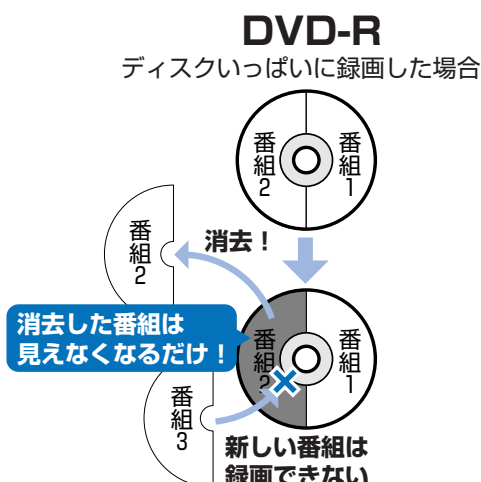 DVD-R
ディスクいっぱいに録画した場合
番組2
番組1
番組2
消去！
消去した番組は
見えなくなるだけ！
番組2
番組1
番組3
新しい番組は
録画できない